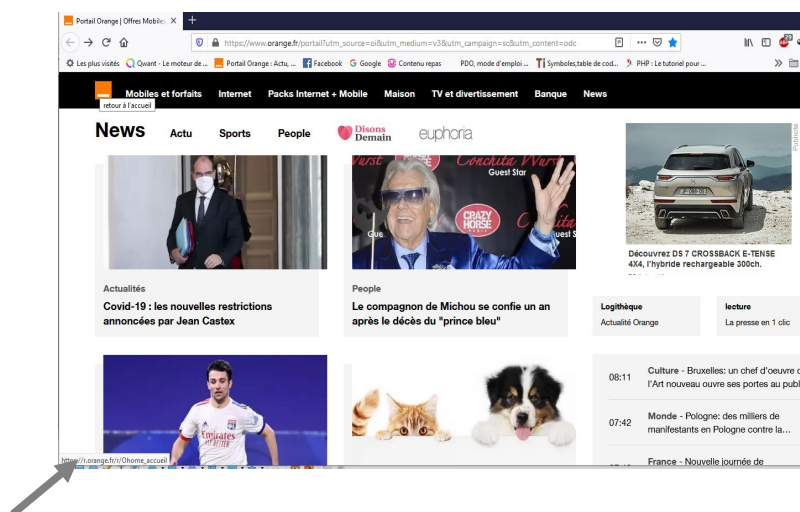 Portail Orange | Offres Mobiles
https://www.orange.fr/portail?utm_source=oi&utm_medium=v3&utm_campaign=sc&utm_content=odc
Les plus visités Qwant - Le moteur de ... Portail Orange : Actu, ... Facebook Google Contenu repas PDO, mode d'emploi ... Symboles,table de cod... PHP : Le tutoriel pour ...
Mobiles et forfaits Internet Packs Internet + Mobile Maison TV et divertissement Banque News
retour à l'accueil
News Actu Sports People Disons Demain euphoria
Publicité
Conchita Wurst
Guest Star
CRAZY HORSE
PARIS
Découvrez DS 7 CROSSBACK E-TENSE
4X4, l'hybride rechargeable 300ch.
Actualités
Covid-19 : les nouvelles restrictions
annoncées par Jean Castex
People
Le compagnon de Michou se confie un an
après le décès du "prince bleu"
Logithèque
Actualité Orange
lecture
La presse en 1 clic
Emirates
FLY BETTER
08:11 Culture - Bruxelles: un chef d'oeuvre
l'Art nouveau ouvre ses portes au publ
07:42 Monde - Pologne: des milliers de
manifestants en Pologne contre la...
France - Nouvelle journée de
https://r.orange.fr/r/Ohome_accueil